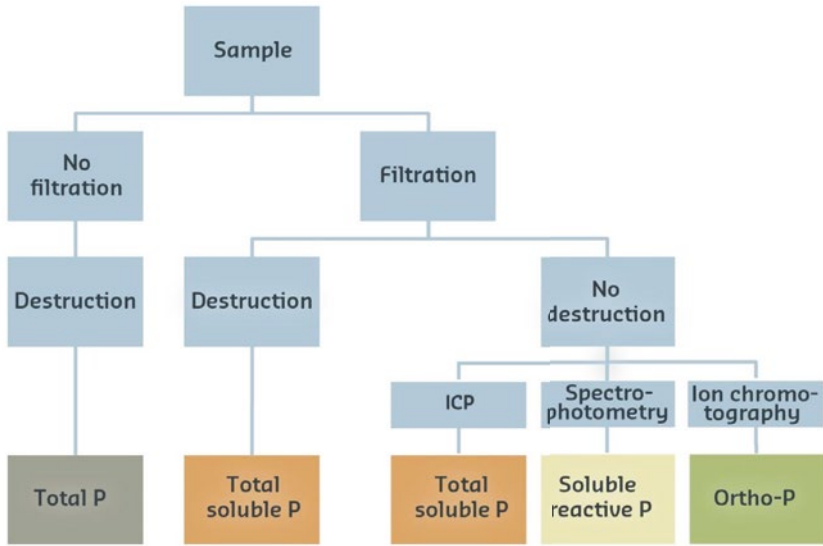 Sample
No
filtration
Filtration
Destruction
Destruction
No
destruction
ICP
Spectro-
photometry
Ion chromo-
tography
Total P
Total
soluble P
Total
soluble P
Soluble
reactive P
Ortho-P